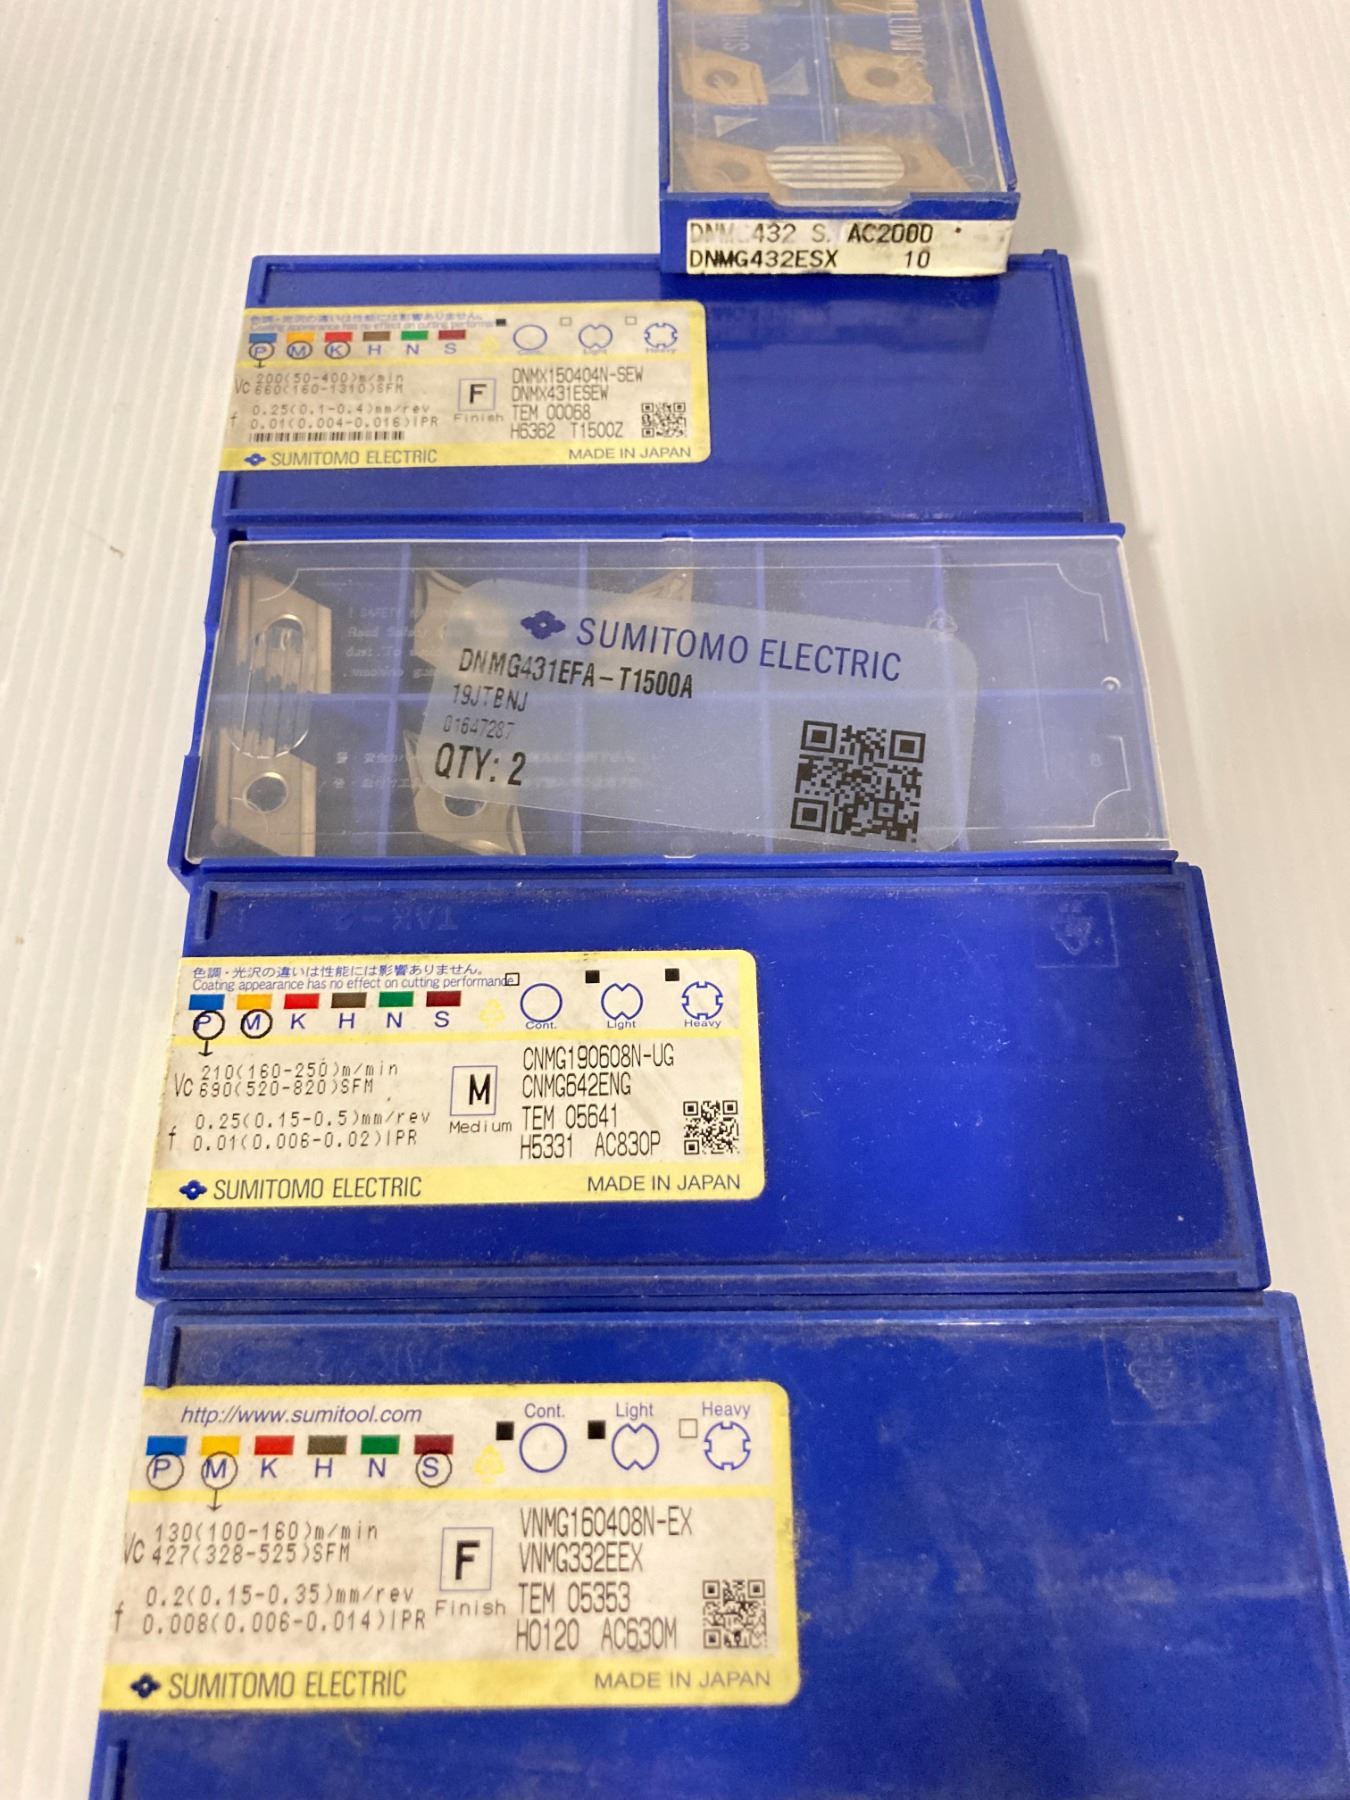 SUMITO
DNM 432 S. AC2000
DNMG432ESX 10
色調・光沢の違いは性能には影響ありません。
Coating appearance has no effect on cutting performa
P M K H N S
Cont. Light Heavy
Vc 200(50-400)m/min
660(160-1310)SFM
f 0.25(0.1-0.4)mm/rev
0.01(0.004-0.016)IPR
F
Finish
DNMX150404N-SEW
DNMX431ESEW
TEM 00068
H6362 T1500Z
SUMITOMO ELECTRIC MADE IN JAPAN
SUMITOMO ELECTRIC
DNMG431EFA-T1500A
19JTBNJ
01647287
QTY: 2
8
色調・光沢の違いは性能には影響ありません。
Coating appearance has no effect on cutting performance
P M K H N S
Cont. Light Heavy
Vc 210(160-250)m/min
690(520-820)SFM
f 0.25(0.15-0.5)mm/rev
0.01(0.006-0.02)IPR
M
Medium
CNMG190608N-UG
CNMG642ENG
TEM 05641
H5331 AC830P
SUMITOMO ELECTRIC MADE IN JAPAN
http://www.sumitool.com
Cont. Light Heavy
P M K H N S
Vc 130(100-160)m/min
427(328-525)SFM
f 0.2(0.15-0.35)mm/rev
0.008(0.006-0.014)IPR
F
Finish
VNMG160408N-EX
VNMG332EEX
TEM 05353
H0120 AC630M
SUMITOMO ELECTRIC MADE IN JAPAN